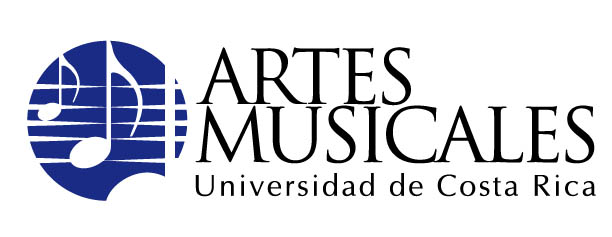 ARTES
MUSICALES
Universidad de Costa Rica